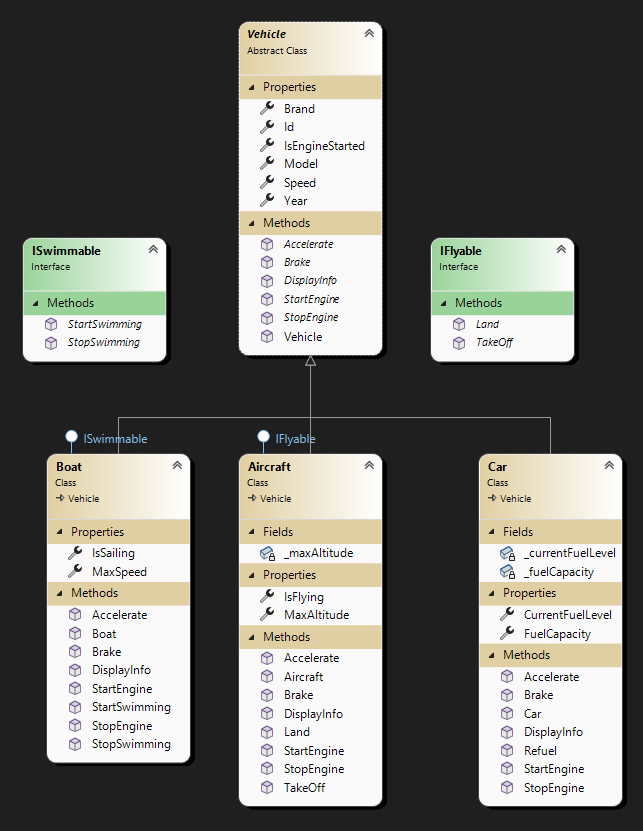 Vehicle
Abstract Class
Properties
Brand
Id
IsEngineStarted
Model
Speed
Year
Methods
Accelerate
Brake
DisplayInfo
StartEngine
StopEngine
Vehicle
ISwimmable
Interface
Methods
StartSwimming
StopSwimming
IFlyable
Interface
Methods
Land
TakeOff
ISwimmable
Boat
Class
Vehicle
Properties
IsSailing
MaxSpeed
Methods
Accelerate
Boat
Brake
DisplayInfo
StartEngine
StartSwimming
StopEngine
StopSwimming
IFlyable
Aircraft
Class
Vehicle
Fields
_maxAltitude
Properties
IsFlying
MaxAltitude
Methods
Accelerate
Aircraft
Brake
DisplayInfo
Land
StartEngine
StopEngine
TakeOff
Car
Class
Vehicle
Fields
_currentFuelLevel
_fuelCapacity
Properties
CurrentFuelLevel
FuelCapacity
Methods
Accelerate
Brake
Car
DisplayInfo
Refuel
StartEngine
StopEngine